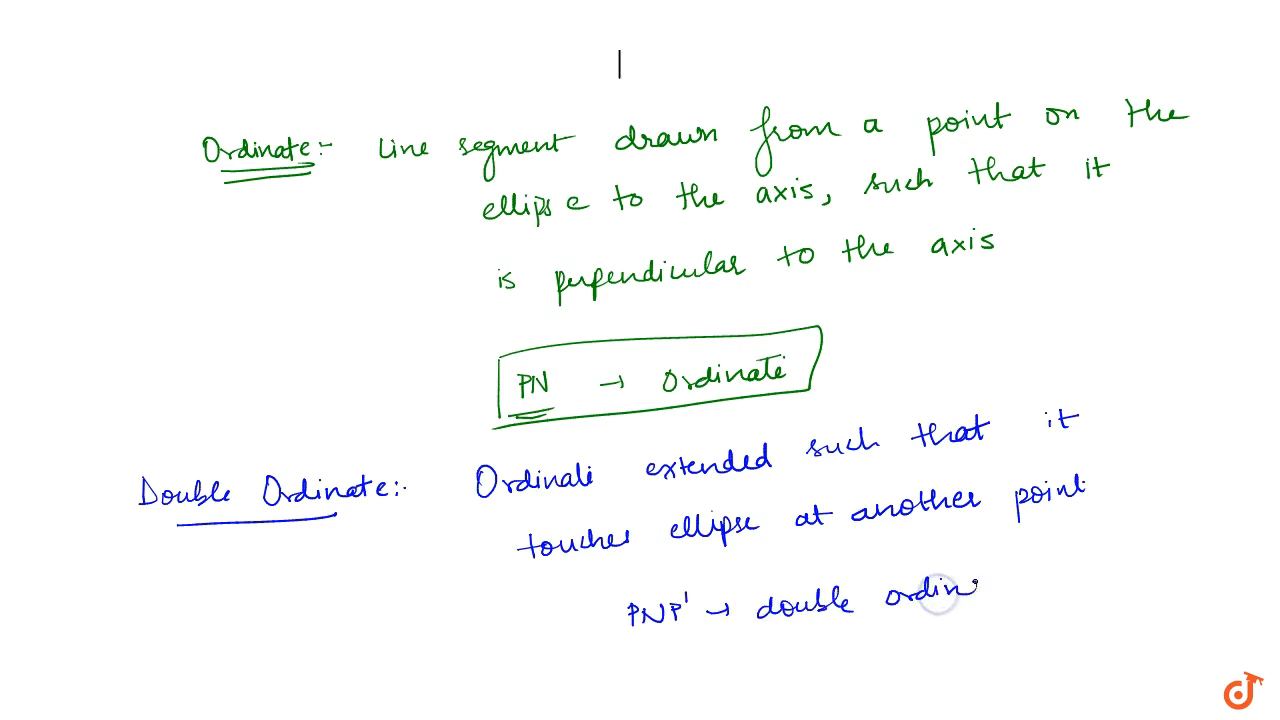 Ordinate:- Line segment drawn from a point on the
ellipse to the axis, such that it
is perpendicular to the axis
PN → Ordinate
Double Ordinate:- Ordinate extended such that it
touches ellipse at another point
PNP' → double ordin